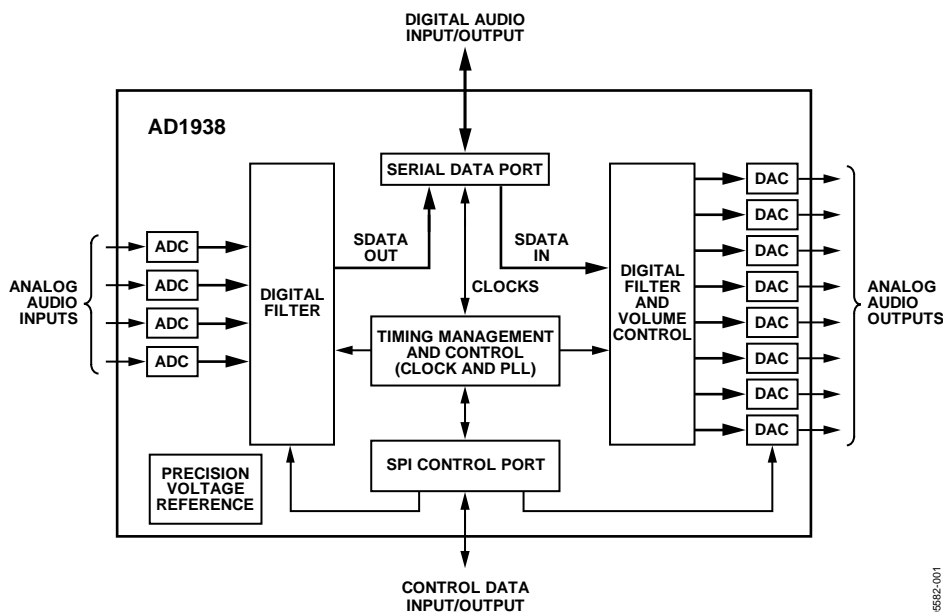 DIGITAL AUDIO
INPUT/OUTPUT
AD1938
SERIAL DATA PORT
SDATA
OUT
SDATA
IN
CLOCKS
ANALOG
AUDIO
INPUTS
ADC
ADC
ADC
ADC
DIGITAL
FILTER
TIMING MANAGEMENT
AND CONTROL
(CLOCK AND PLL)
DIGITAL
FILTER
AND
VOLUME
CONTROL
DAC
DAC
DAC
DAC
DAC
DAC
DAC
DAC
ANALOG
AUDIO
OUTPUTS
PRECISION
VOLTAGE
REFERENCE
SPI CONTROL PORT
CONTROL DATA
INPUT/OUTPUT
5582-001